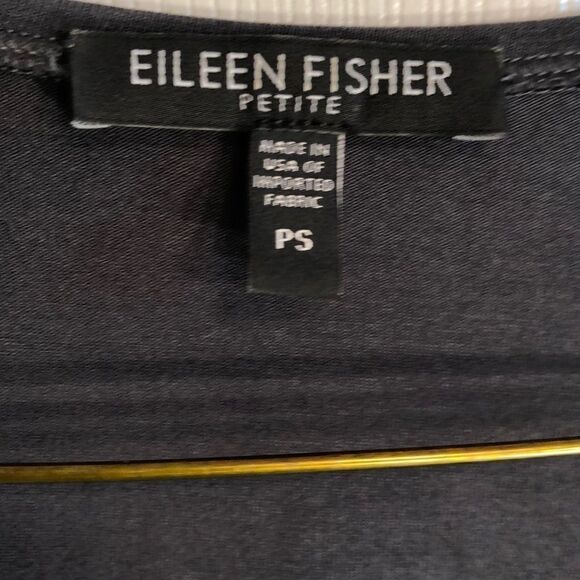 EILEEN FISHER
PETITE
MADE IN
USA OF
IMPORTED
FABRIC
PS